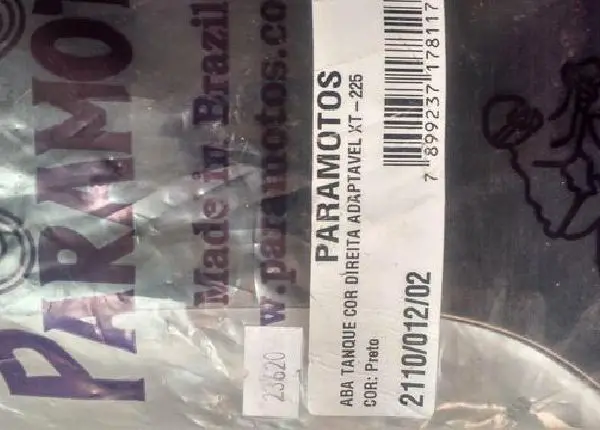 PARAMOT
Made in Brazil
w.paramotos.co
23620
PARAMOTOS
ABA TANQUE COR DIREITA ADAPTAVEL XT-225
COR: Preto
2110/012/02
7 899237 178117